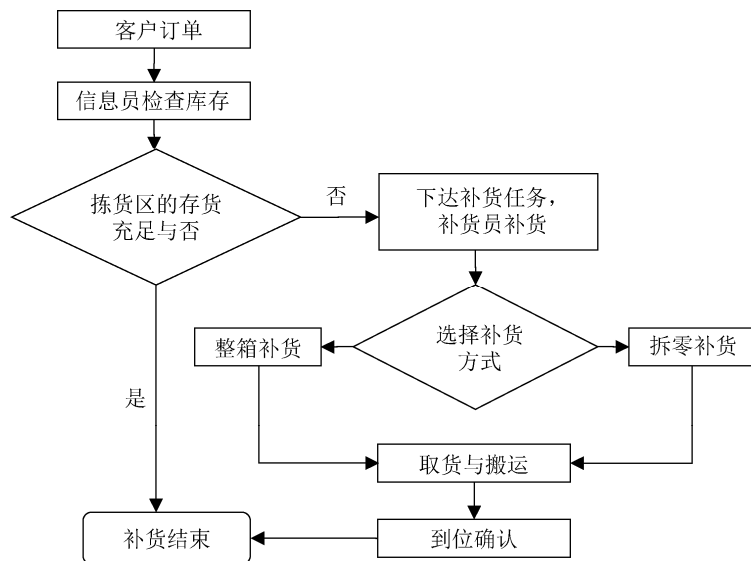 客户订单
信息员检查库存
拣货区的存货
充足与否
否
下达补货任务，
补货员补货
选择补货
方式
整箱补货
拆零补货
是
取货与搬运
补货结束
到位确认